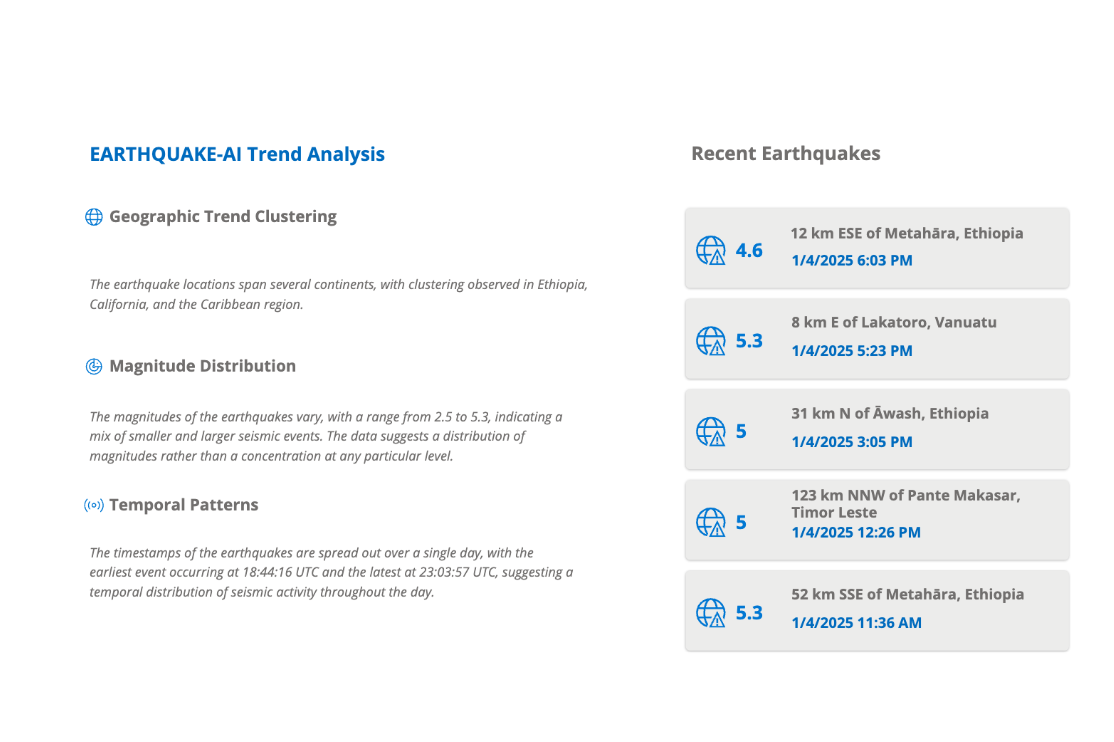 EARTHQUAKE-AI Trend Analysis
Geographic Trend Clustering
The earthquake locations span several continents, with clustering observed in Ethiopia,
California, and the Caribbean region.
Magnitude Distribution
The magnitudes of the earthquakes vary, with a range from 2.5 to 5.3, indicating a
mix of smaller and larger seismic events. The data suggests a distribution of
magnitudes rather than a concentration at any particular level.
Temporal Patterns
The timestamps of the earthquakes are spread out over a single day, with the
earliest event occurring at 18:44:16 UTC and the latest at 23:03:57 UTC, suggesting a
temporal distribution of seismic activity throughout the day.
Recent Earthquakes
4.6
12 km ESE of Metahāra, Ethiopia
1/4/2025 6:03 PM
5.3
8 km E of Lakatoro, Vanuatu
1/4/2025 5:23 PM
5
31 km N of Āwash, Ethiopia
1/4/2025 3:05 PM
5
123 km NNW of Pante Makasar,
Timor Leste
1/4/2025 12:26 PM
5.3
52 km SSE of Metahāra, Ethiopia
1/4/2025 11:36 AM